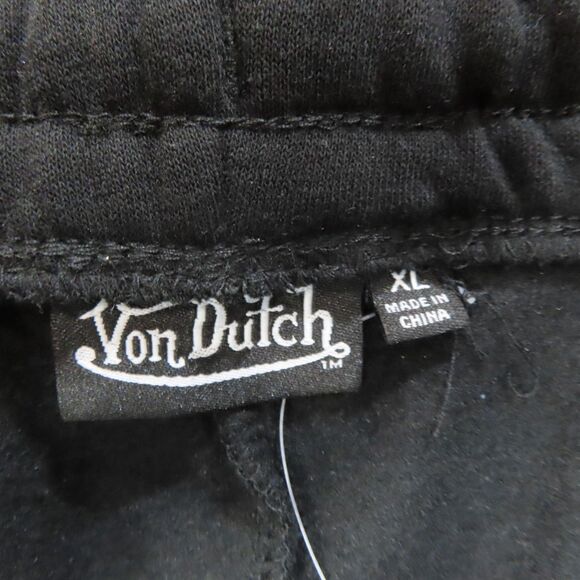 Von Dutch
TM
XL
MADE IN
CHINA